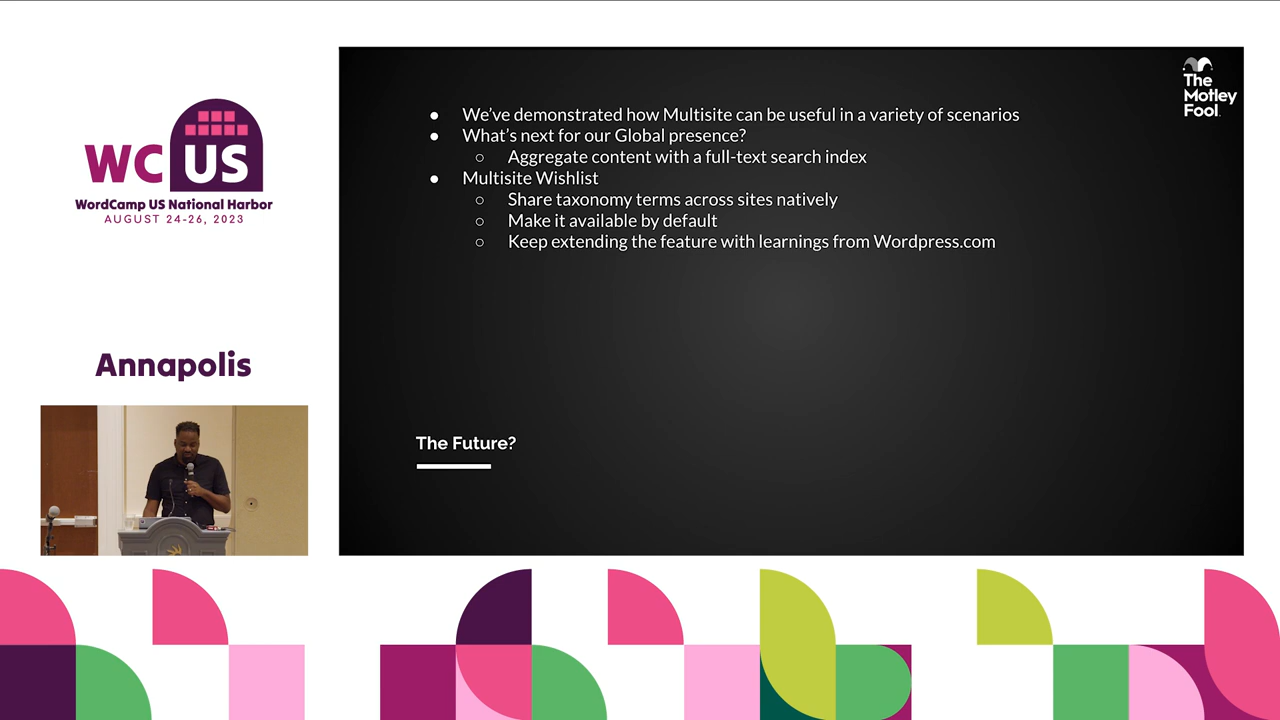 WC US
WordCamp US National Harbor
AUGUST 24-26, 2023
Annapolis
The
Motley
Fool.
● We've demonstrated how Multisite can be useful in a variety of scenarios
● What's next for our Global presence?
○ Aggregate content with a full-text search index
● Multisite Wishlist
○ Share taxonomy terms across sites natively
○ Make it available by default
○ Keep extending the feature with learnings from Wordpress.com
The Future?